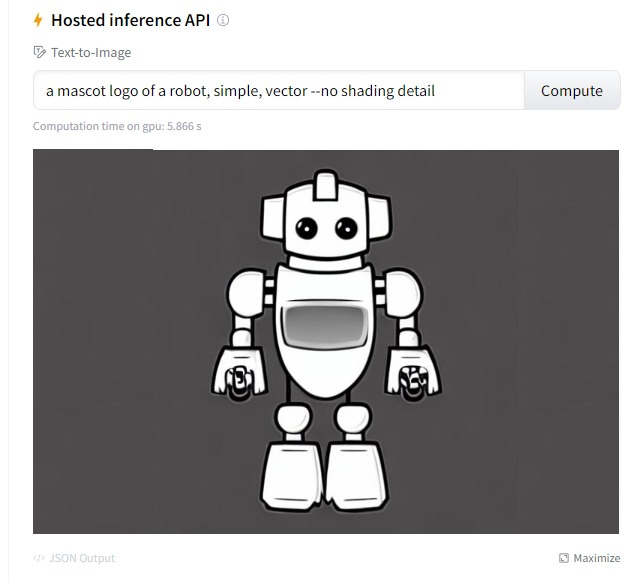 Hosted inference API
Text-to-Image
a mascot logo of a robot, simple, vector --no shading detail
Compute
Computation time on gpu: 5.866 s
</> JSON Output
Maximize